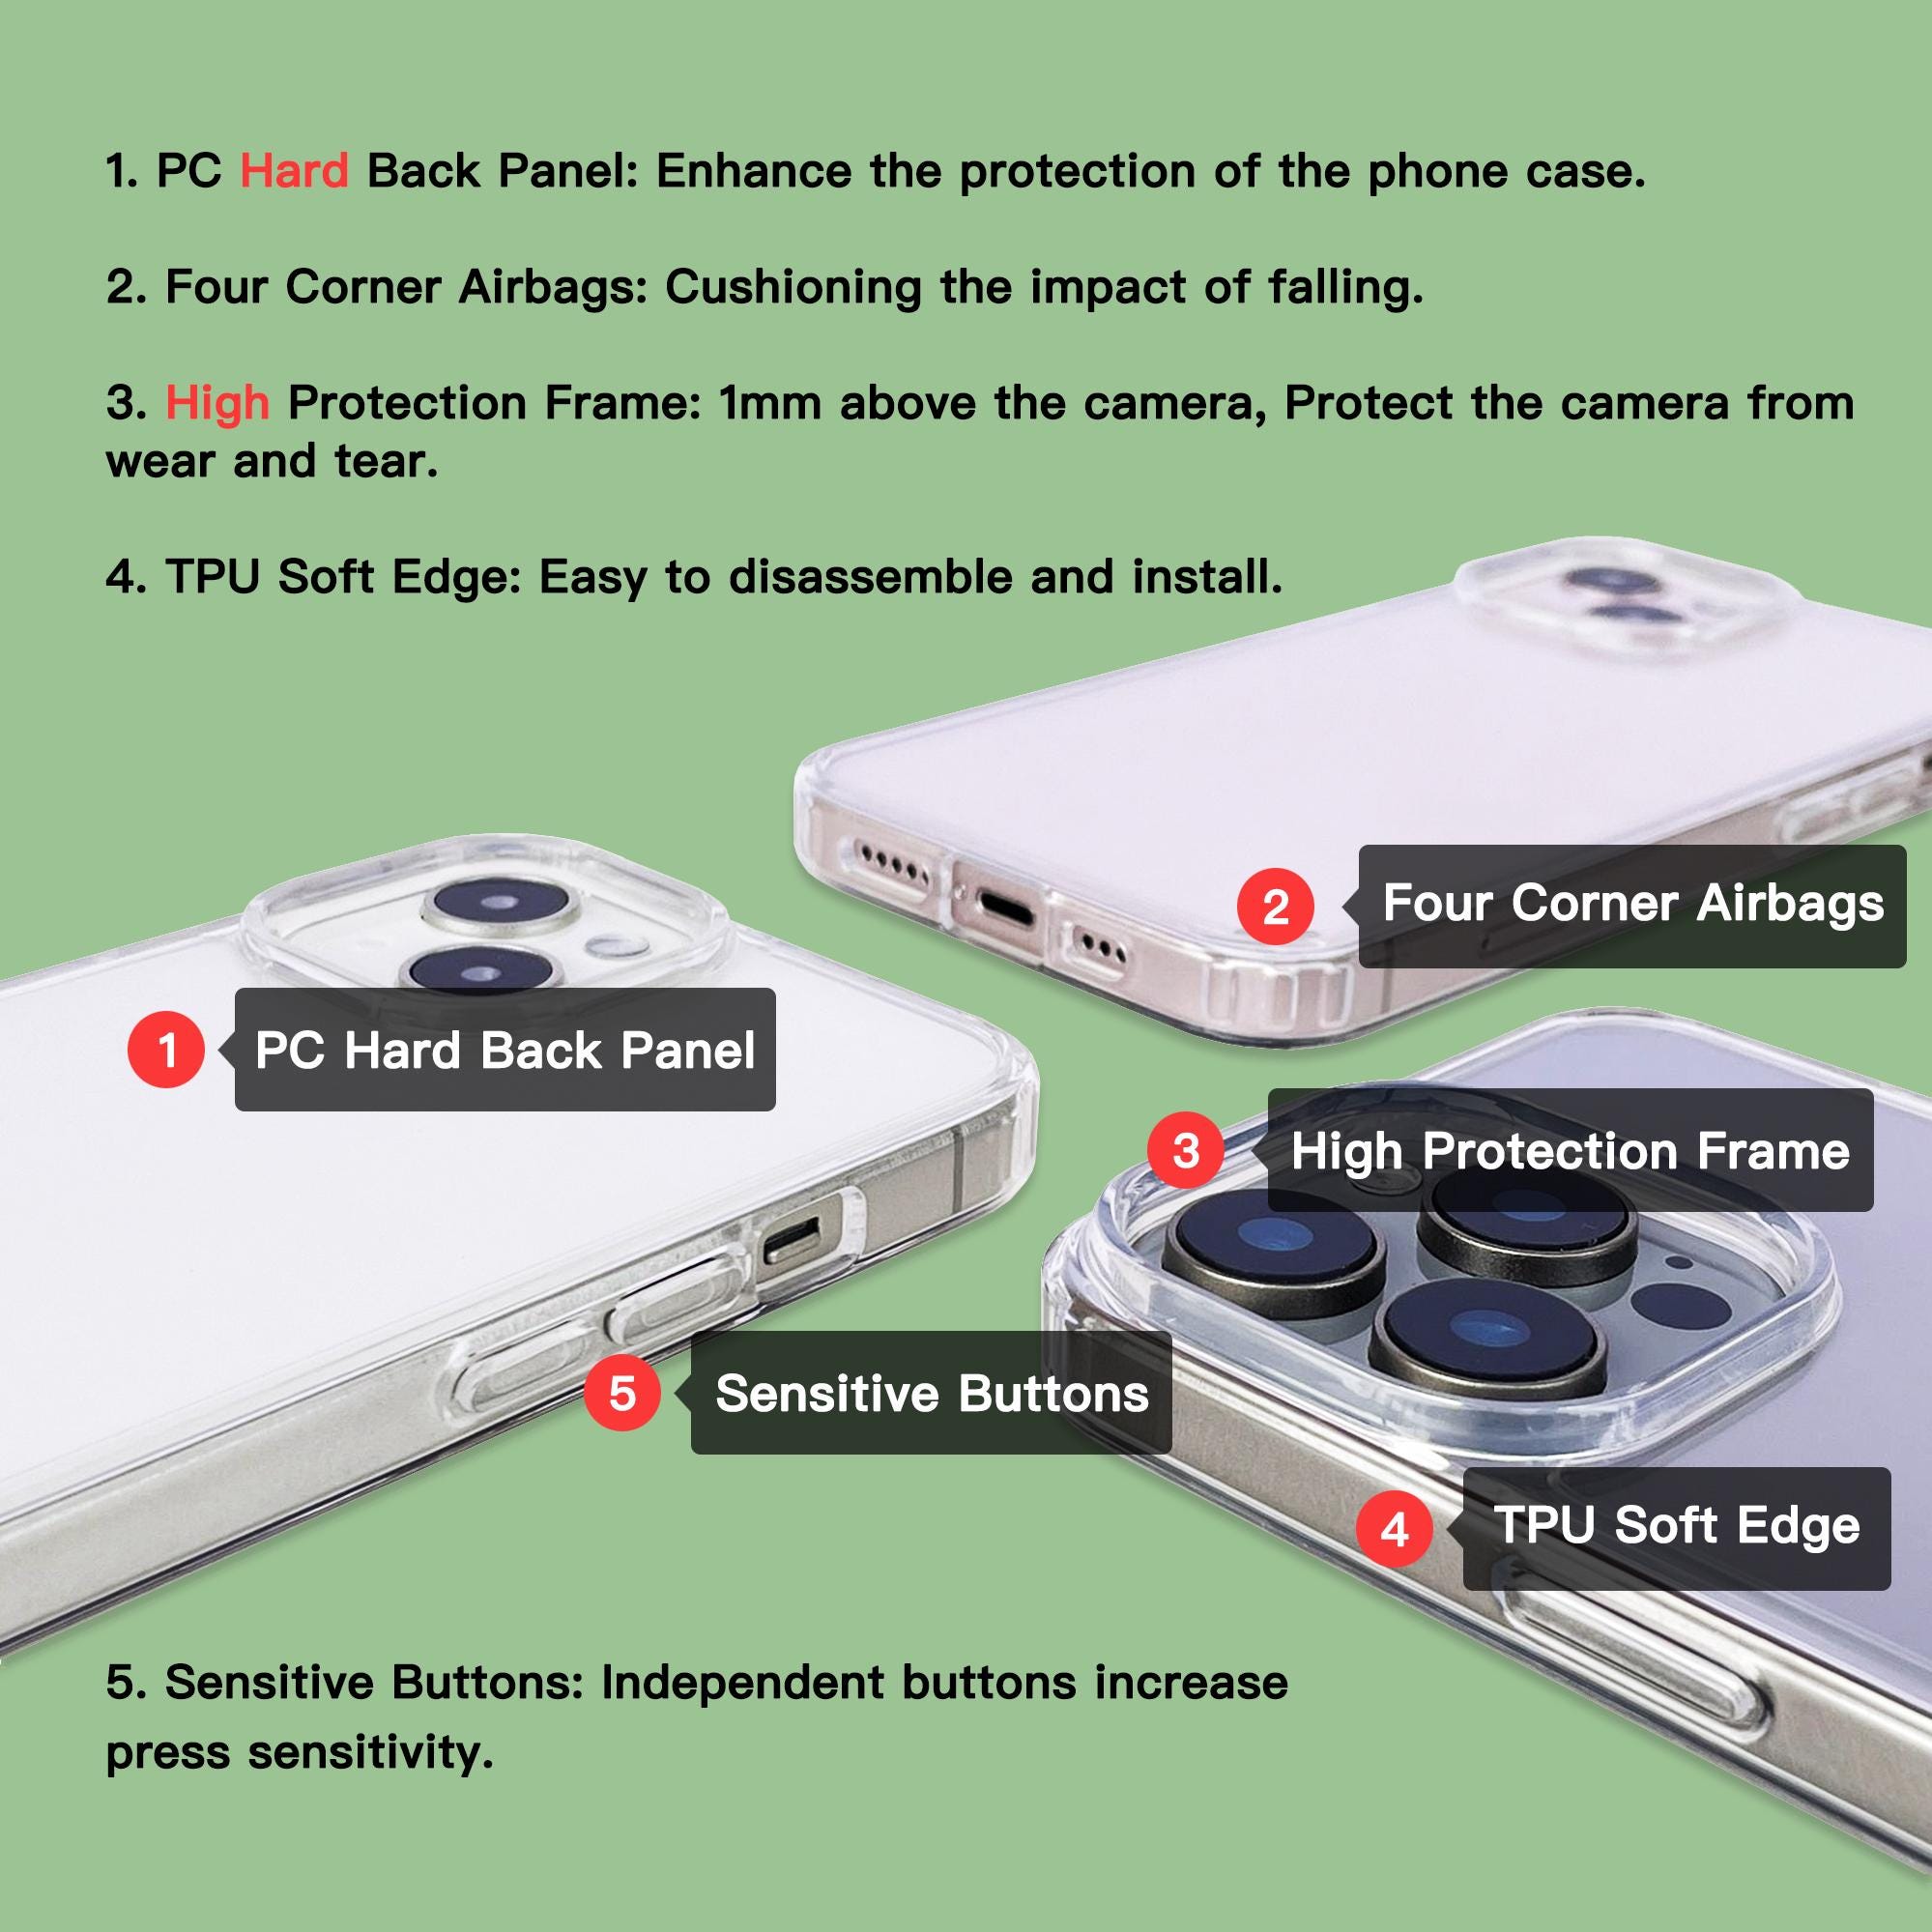 1. PC Hard Back Panel: Enhance the protection of the phone case.
2. Four Corner Airbags: Cushioning the impact of falling.
3. High Protection Frame: 1mm above the camera, Protect the camera from
wear and tear.
4. TPU Soft Edge: Easy to disassemble and install.
2 Four Corner Airbags
1 PC Hard Back Panel
3 High Protection Frame
5 Sensitive Buttons
4 TPU Soft Edge
5. Sensitive Buttons: Independent buttons increase
press sensitivity.